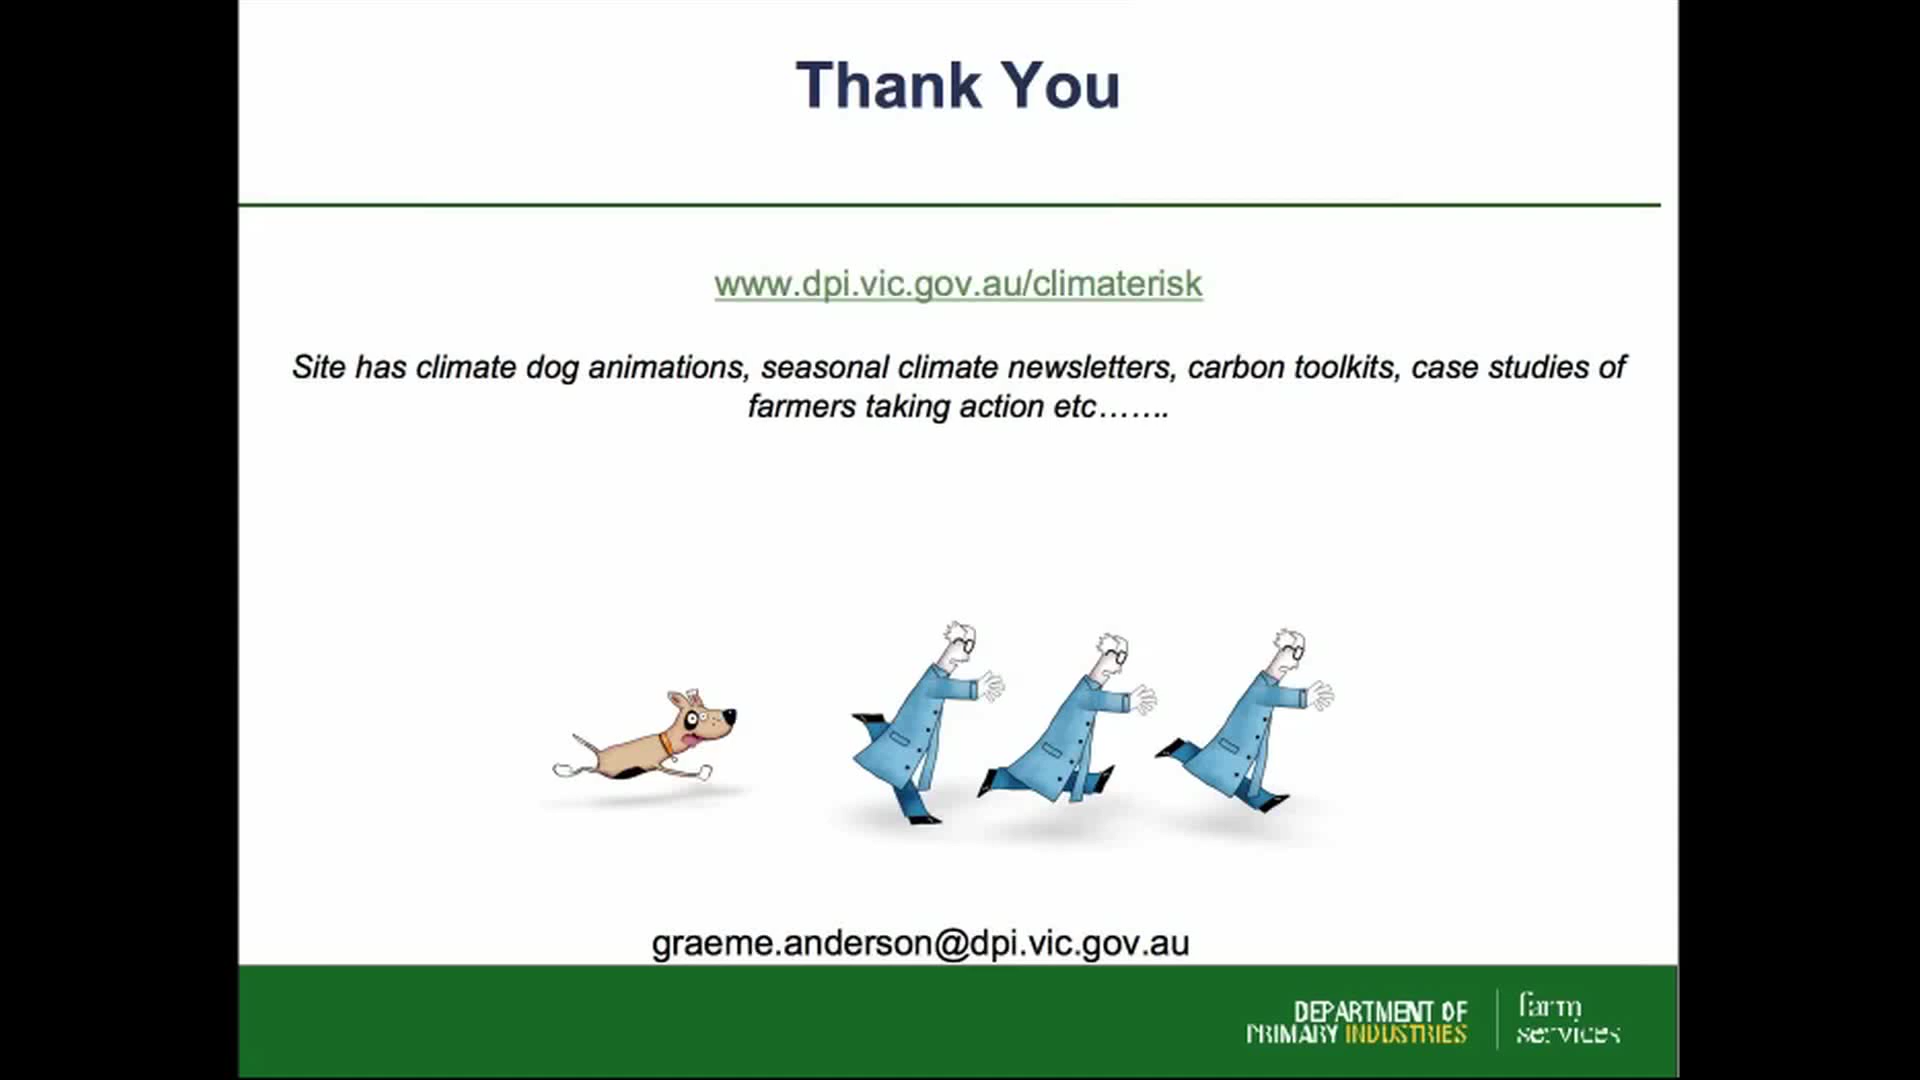 Thank You
www.dpi.vic.gov.au/climaterisk
Site has climate dog animations, seasonal climate newsletters, carbon toolkits, case studies of
farmers taking action etc…….
graeme.anderson@dpi.vic.gov.au
DEPARTMENT OF
PRIMARY INDUSTRIES
farm
services